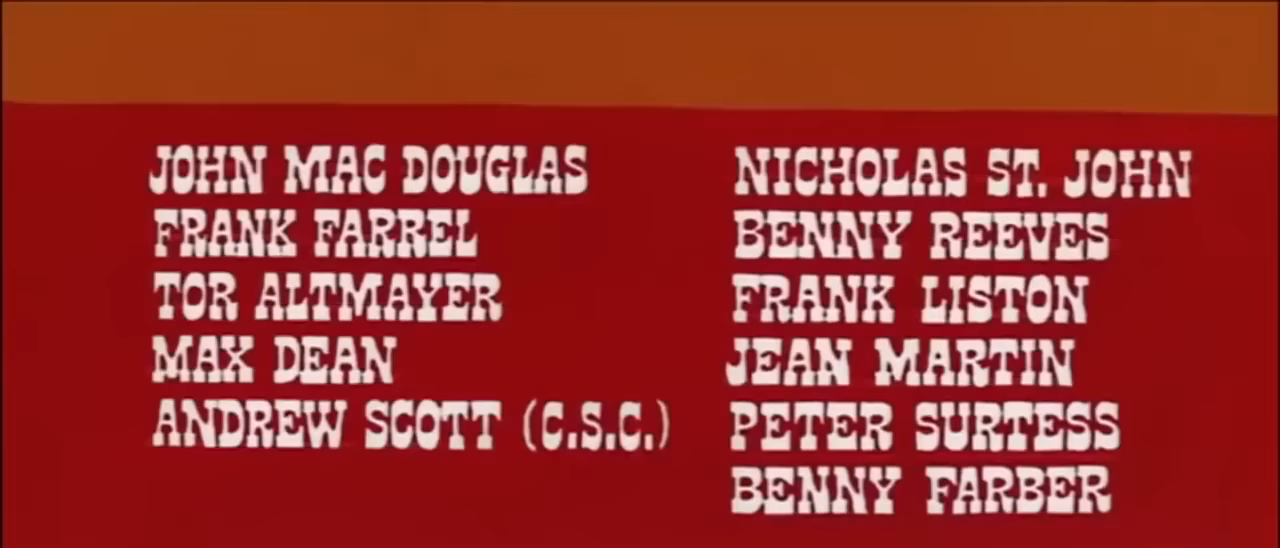 JOHN MAC DOUGLAS
FRANK FARREL
TOR ALTMAYER
MAX DEAN
ANDREW SCOTT (C.S.C.)
NICHOLAS ST. JOHN
BENNY REEVES
FRANK LISTON
JEAN MARTIN
PETER SURTESS
BENNY FARBER